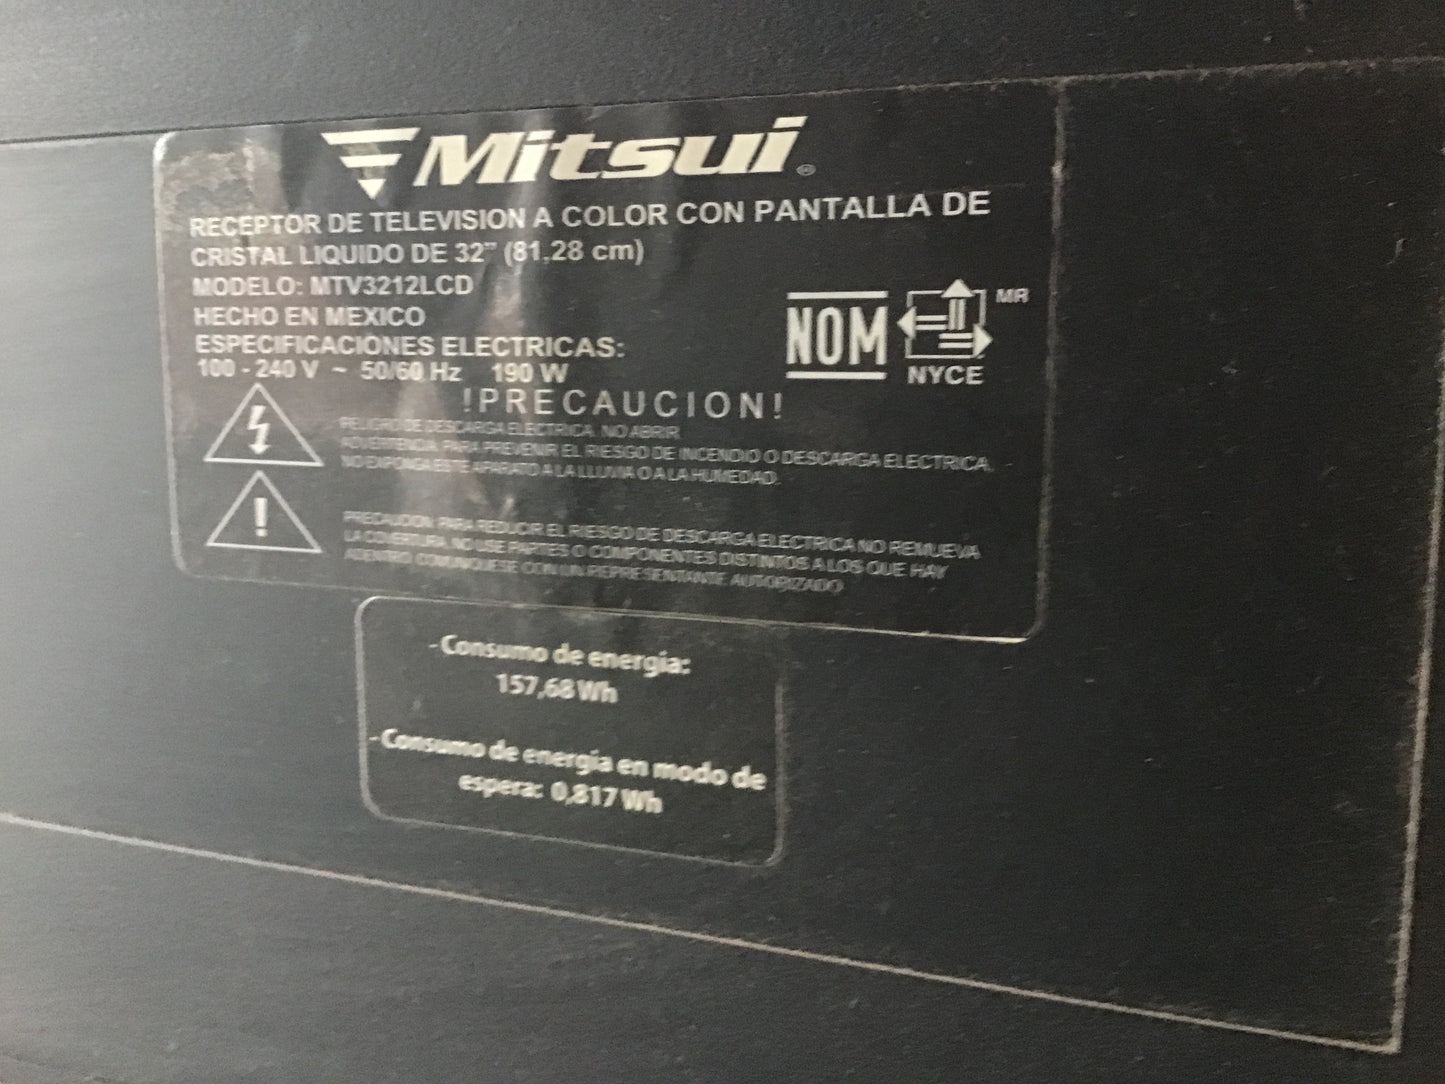 Mitsui®
RECEPTOR DE TELEVISION A COLOR CON PANTALLA DE
CRISTAL LIQUIDO DE 32” (81.28 cm)
MODELO: MTV3212LCD
HECHO EN MEXICO
ESPECIFICACIONES ELECTRICAS:
100 - 240 V ~ 50/60 Hz 190 W
NOM
MR
NYCE
!PRECAUCION!
PELIGRO DE DESCARGA ELECTRICA. NO ABRIR
ADVERTENCIA. PARA PREVENIR EL RIESGO DE INCENDIO O DESCARGA ELECTRICA.
NO EXPONGA ESTE APARATO A LA LLUVIA O A LA HUMEDAD.
PRECAUCION PARA REDUCIR EL RIESGO DE DESCARGA ELECTRICA NO REMUEVA
LA COVERTURA. NO USE PARTES O COMPONENTES DISTINTOS A LOS QUE HAY
ADENTRO. COMUNIQUESE CON UN REPRESENTANTE AUTORIZADO
- Consumo de energia:
157,68 Wh
- Consumo de energia en modo de
espera: 0,817 Wh